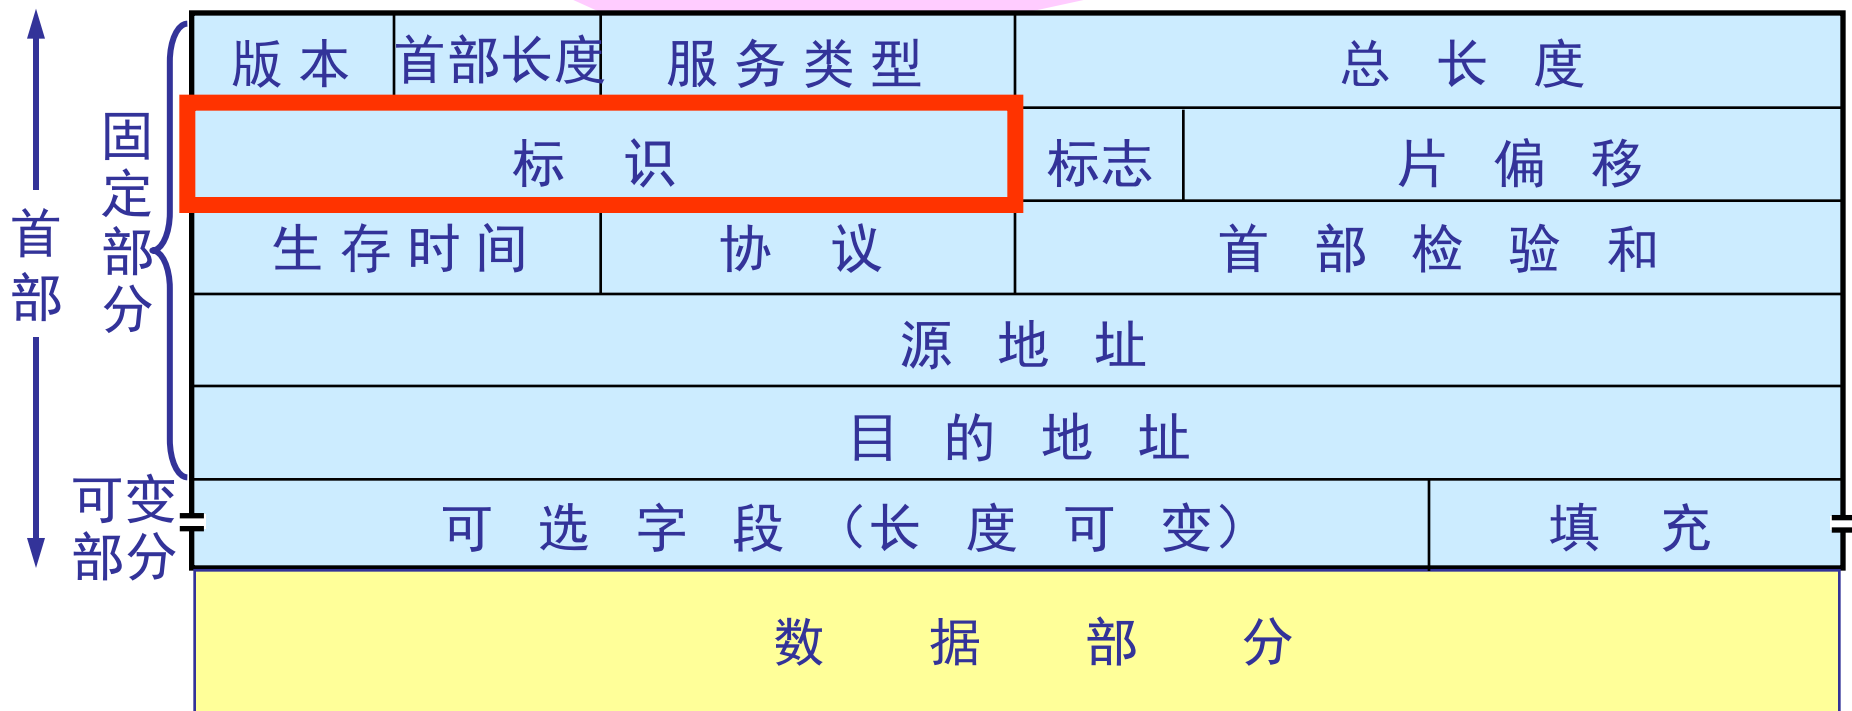 版本 首部长度 服务类型 总长度
标识 标志 片偏移
生存时间 协议 首部检验和
源地址
目的地址
可选字段（长度可变） 填充
数据部分
首部
固定部分
可变
部分